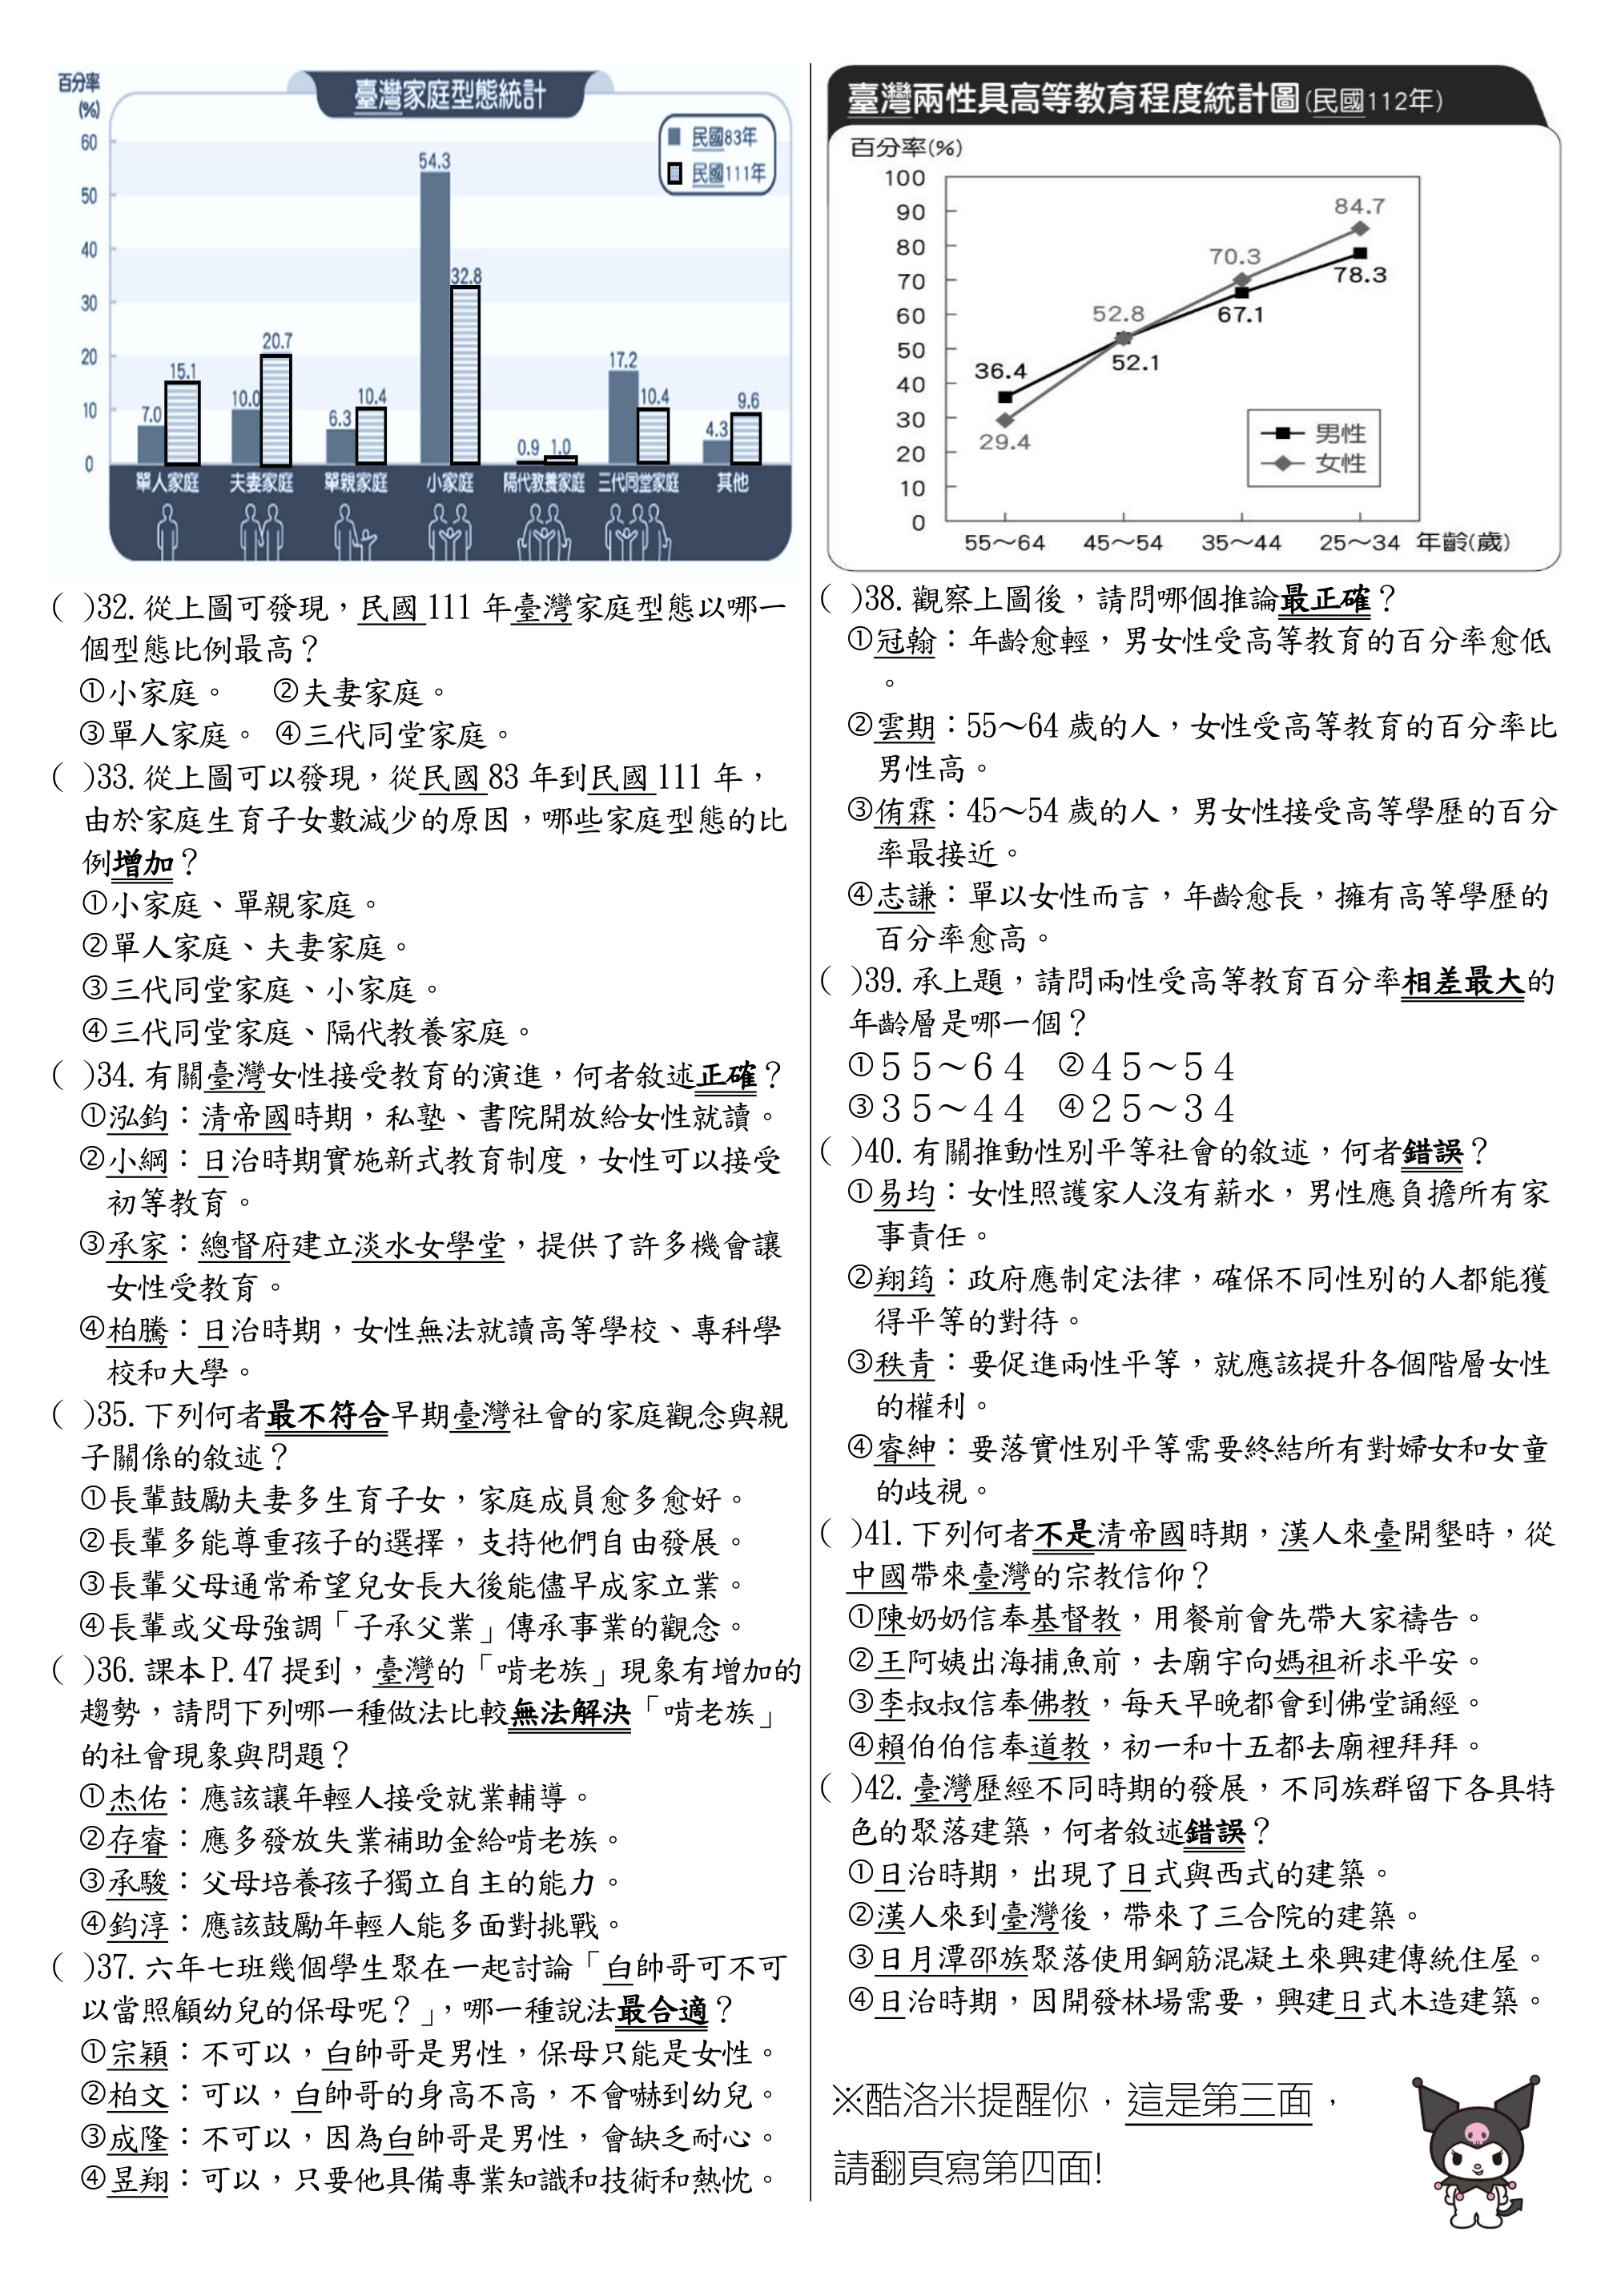 臺灣家庭型態統計
百分率
(%)
60
50
40
30
20
10
0
民國83年
民國111年
7.0
15.1
10.0
20.7
6.3
10.4
54.3
32.8
0.9
1.0
17.2
10.4
4.3
9.6
單人家庭
夫妻家庭
單親家庭
小家庭
隔代教養家庭
三代同堂家庭
其他
( )32. 從上圖可發現，民國 111 年臺灣家庭型態以哪一
個型態比例最高？
①小家庭。 ②夫妻家庭。
③單人家庭。 ④三代同堂家庭。
( )33. 從上圖可以發現，從民國 83 年到民國 111 年，
由於家庭生育子女數減少的原因，哪些家庭型態的比
例增加？
①小家庭、單親家庭。
②單人家庭、夫妻家庭。
③三代同堂家庭、小家庭。
④三代同堂家庭、隔代教養家庭。
( )34. 有關臺灣女性接受教育的演進，何者敘述正確？
①泓鈞：清帝國時期，私塾、書院開放給女性就讀。
②小綱：日治時期實施新式教育制度，女性可以接受
初等教育。
③承家：總督府建立淡水女學堂，提供了許多機會讓
女性受教育。
④柏騰：日治時期，女性無法就讀高等學校、專科學
校和大學。
( )35. 下列何者最不符合早期臺灣社會的家庭觀念與親
子關係的敘述？
①長輩鼓勵夫妻多生育子女，家庭成員愈多愈好。
②長輩多能尊重孩子的選擇，支持他們自由發展。
③長輩父母通常希望兒女長大後能儘早成家立業。
④長輩或父母強調「子承父業」傳承事業的觀念。
( )36. 課本 P. 47 提到，臺灣的「啃老族」現象有增加的
趨勢，請問下列哪一種做法比較無法解決「啃老族」
的社會現象與問題？
①杰佑：應該讓年輕人接受就業輔導。
②存睿：應多發放失業補助金給啃老族。
③承駿：父母培養孩子獨立自主的能力。
④鈞淳：應該鼓勵年輕人能多面對挑戰。
( )37. 六年七班幾個學生聚在一起討論「白帥哥可不可
以當照顧幼兒的保母呢？」，哪一種說法最合適？
①宗穎：不可以，白帥哥是男性，保母只能是女性。
②柏文：可以，白帥哥的身高不高，不會嚇到幼兒。
③成隆：不可以，因為白帥哥是男性，會缺乏耐心。
④昱翔：可以，只要他具備專業知識和技術和熱忱。
臺灣兩性具高等教育程度統計圖(民國112年)
百分率(%)
100
90
80
70
60
50
40
30
20
10
0
36.4
29.4
52.8
52.1
70.3
67.1
84.7
78.3
男性
女性
55～64 45～54 35～44 25～34 年齡(歲)
( )38. 觀察上圖後，請問哪個推論最正確？
①冠翰：年齡愈輕，男女性受高等教育的百分率愈低
。
②雲期：55～64 歲的人，女性受高等教育的百分率比
男性高。
③侑霖：45～54 歲的人，男女性接受高等學歷的百分
率最接近。
④志謙：單以女性而言，年齡愈長，擁有高等學歷的
百分率愈高。
( )39. 承上題，請問兩性受高等教育百分率相差最大的
年齡層是哪一個？
①５５～６４ ②４５～５４
③３５～４４ ④２５～３４
( )40. 有關推動性別平等社會的敘述，何者錯誤？
①易均：女性照護家人沒有薪水，男性應負擔所有家
事責任。
②翔筠：政府應制定法律，確保不同性別的人都能獲
得平等的對待。
③秩青：要促進兩性平等，就應該提升各個階層女性
的權利。
④睿紳：要落實性別平等需要終結所有對婦女和女童
的歧視。
( )41. 下列何者不是清帝國時期，漢人來臺開墾時，從
中國帶來臺灣的宗教信仰？
①陳奶奶信奉基督教，用餐前會先帶大家禱告。
②王阿姨出海捕魚前，去廟宇向媽祖祈求平安。
③李叔叔信奉佛教，每天早晚都會到佛堂誦經。
④賴伯伯信奉道教，初一和十五都去廟裡拜拜。
( )42. 臺灣歷經不同時期的發展，不同族群留下各具特
色的聚落建築，何者敘述錯誤？
①日治時期，出現了日式與西式的建築。
②漢人來到臺灣後，帶來了三合院的建築。
③日月潭邵族聚落使用鋼筋混凝土來興建傳統住屋。
④日治時期，因開發林場需要，興建日式木造建築。
※酷洛米提醒你，這是第三面，
請翻頁寫第四面!